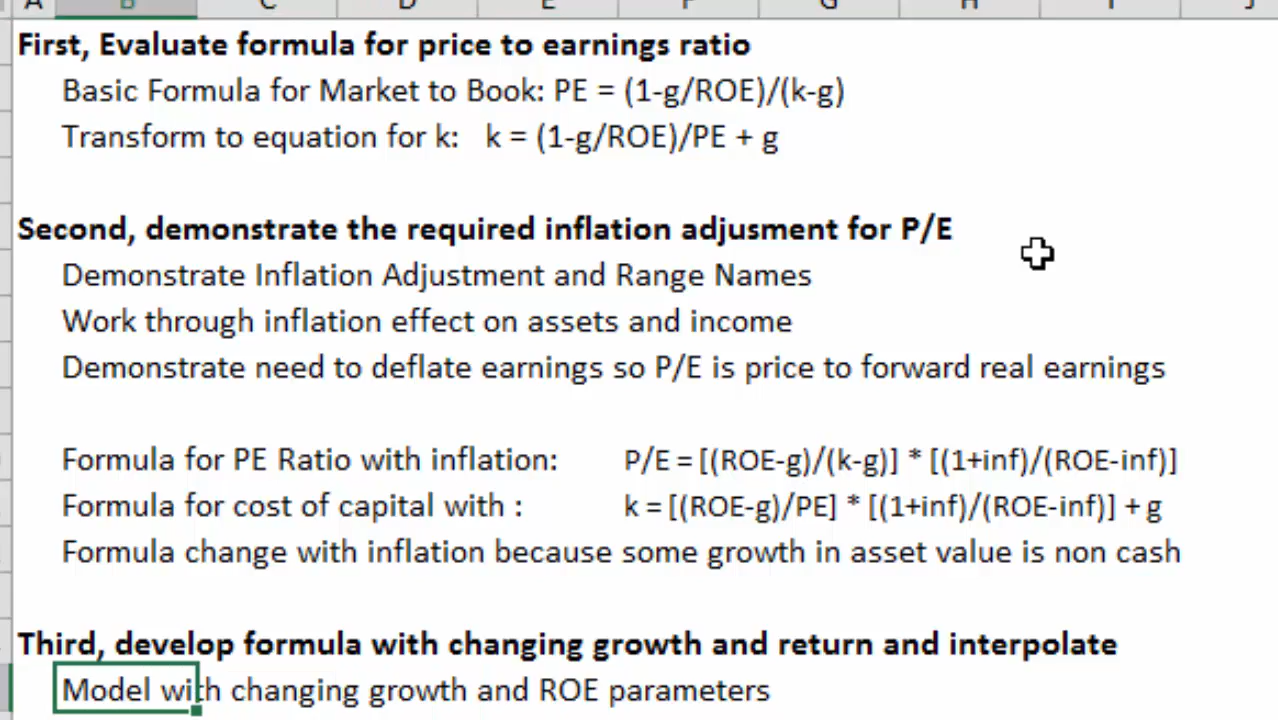 A B C D E F G H I J
First, Evaluate formula for price to earnings ratio
Basic Formula for Market to Book: PE = (1-g/ROE)/(k-g)
Transform to equation for k: k = (1-g/ROE)/PE + g
Second, demonstrate the required inflation adjusment for P/E
Demonstrate Inflation Adjustment and Range Names
Work through inflation effect on assets and income
Demonstrate need to deflate earnings so P/E is price to forward real earnings
Formula for PE Ratio with inflation: P/E = [(ROE-g)/(k-g)] * [(1+inf)/(ROE-inf)]
Formula for cost of capital with : k = [(ROE-g)/PE] * [(1+inf)/(ROE-inf)] + g
Formula change with inflation because some growth in asset value is non cash
Third, develop formula with changing growth and return and interpolate
Model with changing growth and ROE parameters